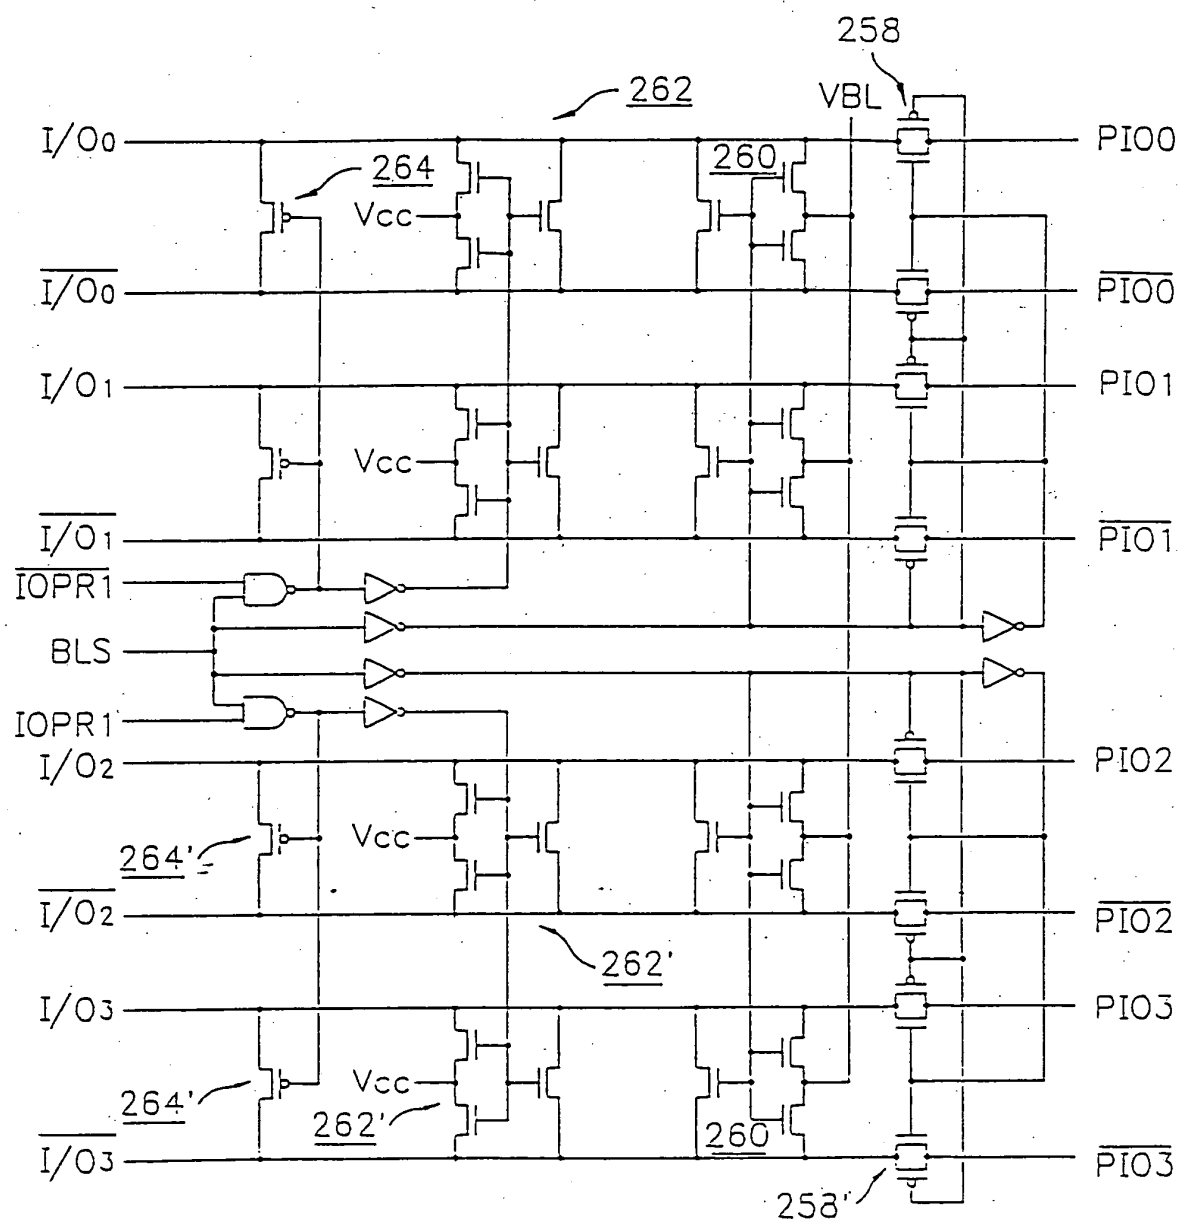 258
262
VBL
I/O0
PIO0
264
260
Vcc
I/O0
PIO0
I/O1
PIO1
Vcc
I/O1
PIO1
IOPR1
BLS
IOPR1
I/O2
PIO2
Vcc
264'
I/O2
PIO2
262'
I/O3
PIO3
Vcc
264'
262'
260
I/O3
PIO3
258'